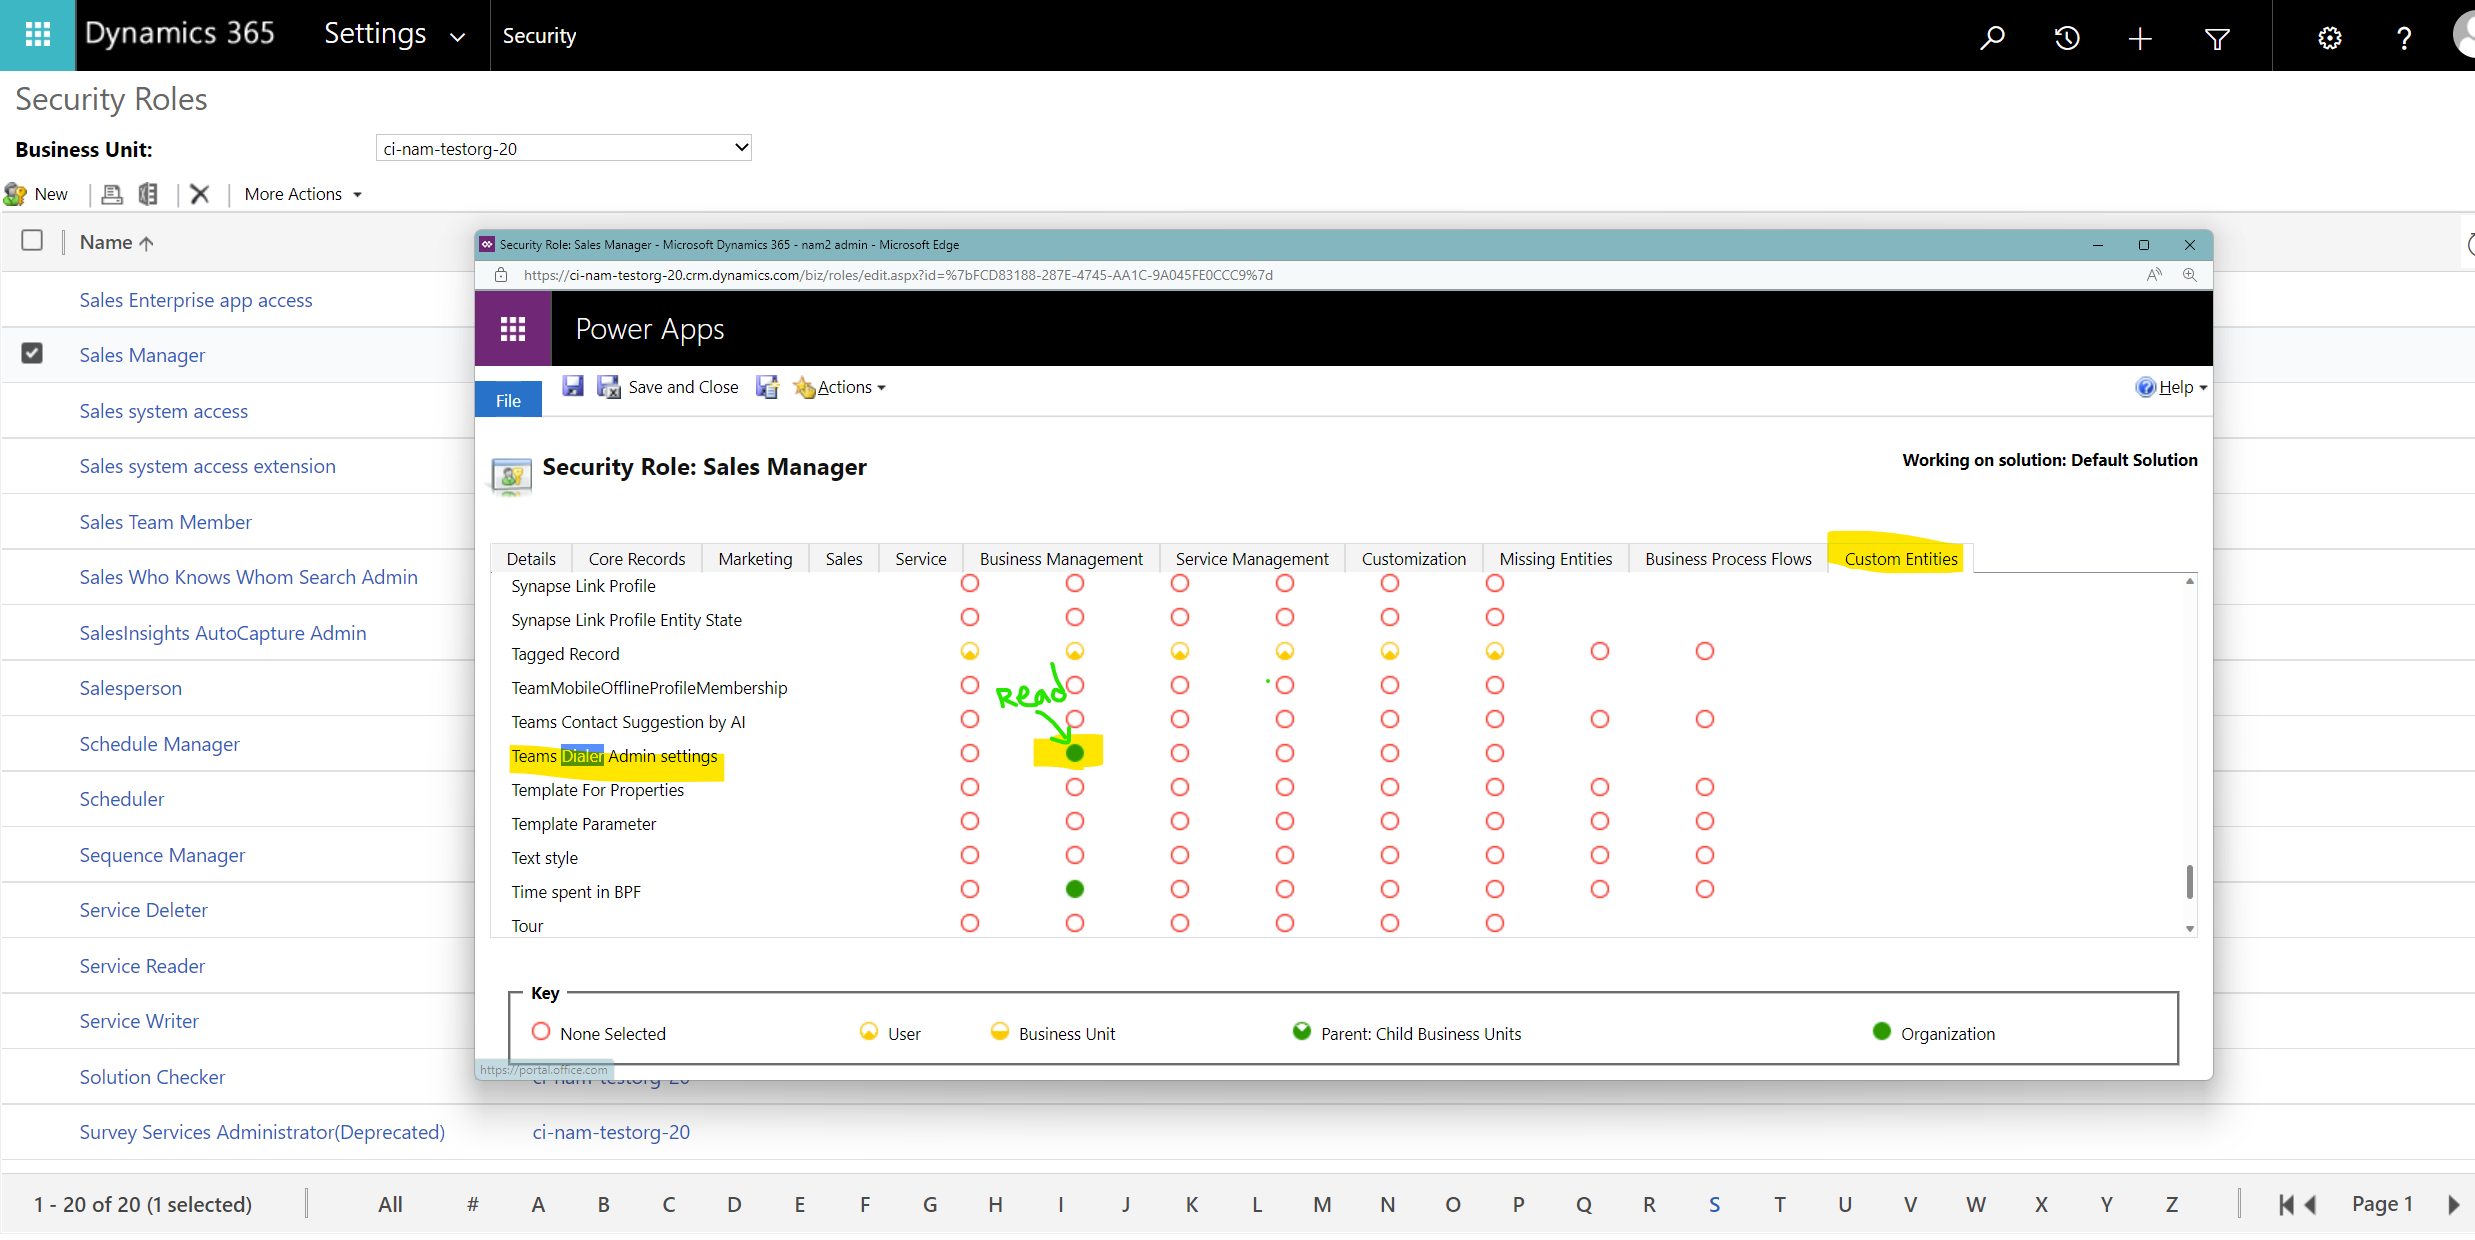 Dynamics 365 Settings Security
Security Roles
Business Unit: ci-nam-testorg-20
New More Actions
Name
Sales Enterprise app access
Sales Manager
Sales system access
Sales system access extension
Sales Team Member
Sales Who Knows Whom Search Admin
SalesInsights AutoCapture Admin
Salesperson
Schedule Manager
Scheduler
Sequence Manager
Service Deleter
Service Reader
Service Writer
Solution Checker ci-nam-testorg-20
Survey Services Administrator(Deprecated) ci-nam-testorg-20
Security Role: Sales Manager - Microsoft Dynamics 365 - nam2 admin - Microsoft Edge
https://ci-nam-testorg-20.crm.dynamics.com/biz/roles/edit.aspx?id=%7bFCD83188-287E-4745-AA1C-9A045FE0CCC9%7d
Power Apps
File Save and Close Actions Help
Security Role: Sales Manager
Working on solution: Default Solution
Details Core Records Marketing Sales Service Business Management Service Management Customization Missing Entities Business Process Flows Custom Entities
Synapse Link Profile
Synapse Link Profile Entity State
Tagged Record
TeamMobileOfflineProfileMembership
Read
Teams Contact Suggestion by AI
Teams Dialer Admin settings
Template For Properties
Template Parameter
Text style
Time spent in BPF
Tour
Key
None Selected User Business Unit Parent: Child Business Units Organization
https://portal.office.com
1 - 20 of 20 (1 selected) All # A B C D E F G H I J K L M N O P Q R S T U V W X Y Z Page 1